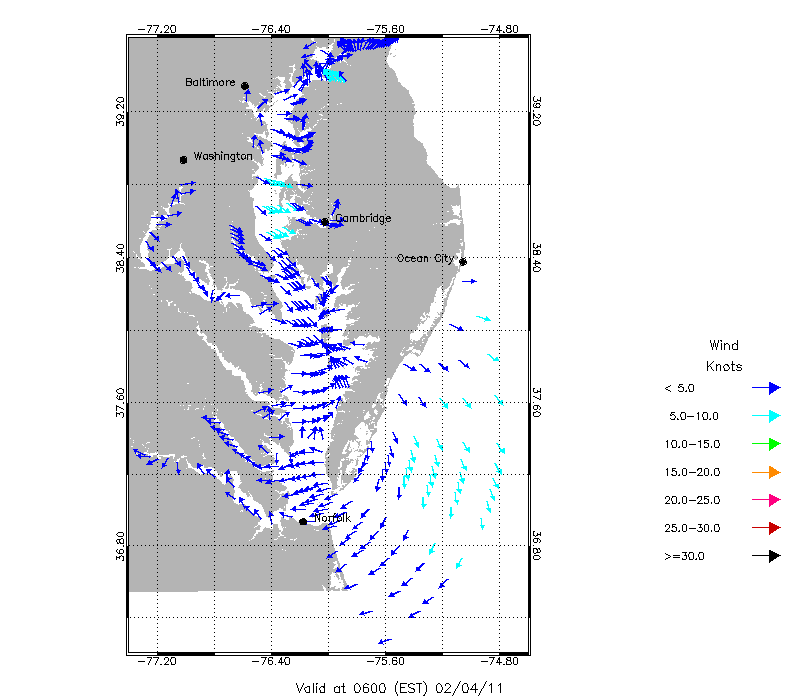 -77.20 -76.40 -75.60 -74.80
Baltimore
39.20 39.20
Washington
Cambridge
Ocean City
38.40 38.40
Wind
Knots
< 5.0
5.0-10.0
10.0-15.0
15.0-20.0
20.0-25.0
25.0-30.0
>=30.0
37.60 37.60
Norfolk
36.80 36.80
-77.20 -76.40 -75.60 -74.80
Valid at 0600 (EST) 02/04/11